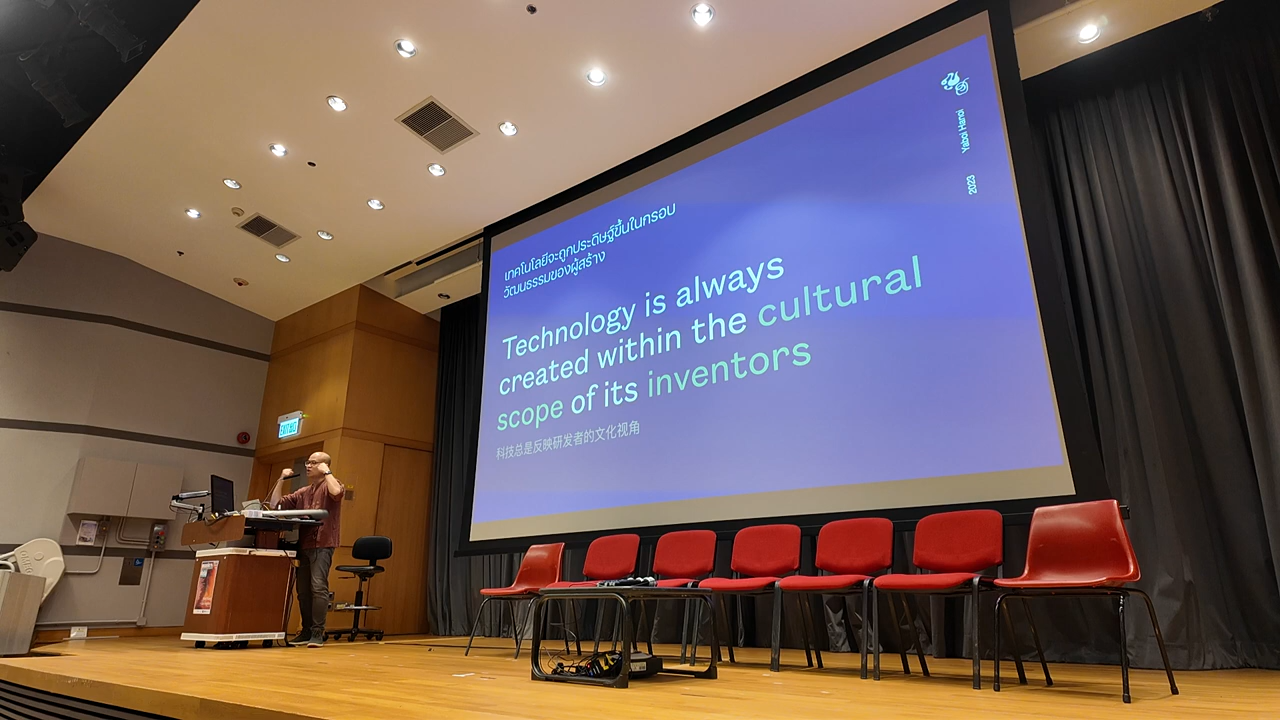 เทคโนโลยีจะถูกประดิษฐ์ขึ้นในกรอบ
วัฒนธรรมของผู้สร้าง
Technology is always
created within the cultural
scope of its inventors
科技总是反映研发者的文化视角
Yaboi Hanoi
2023
EXIT 出